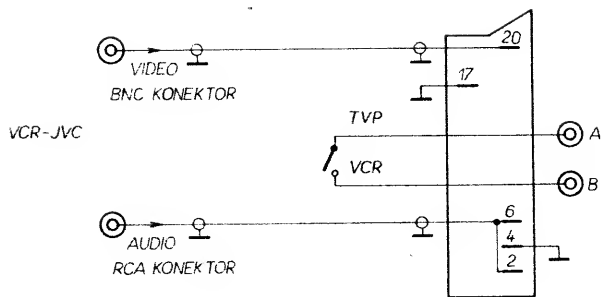 20
VIDEO
BNC KONEKTOR
17
TVP
A
VCR-JVC
VCR
B
6
AUDIO
4
RCA KONEKTOR
2